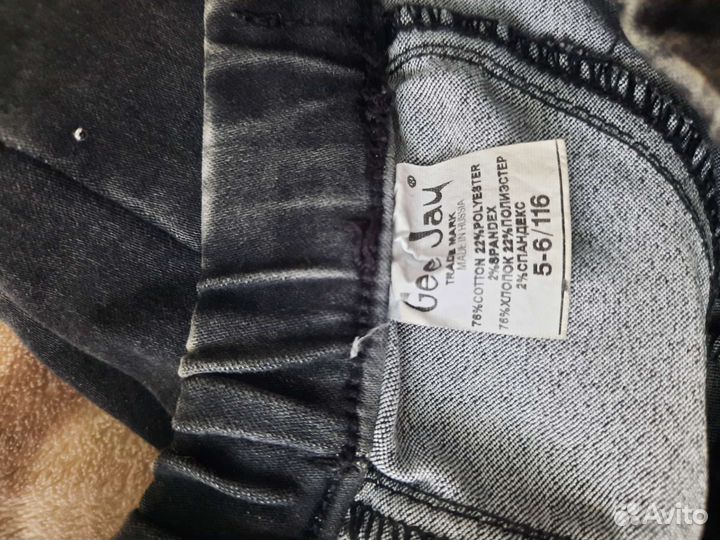 Gee Jay®
TRADE MARK
MADE IN RUSSIA
76%COTTON 22%POLYESTER
2%SPANDEX
76%ХЛОПОК 22%ПОЛИЭСТЕР
2%СПАНДЕКС
5-6/116
Avito